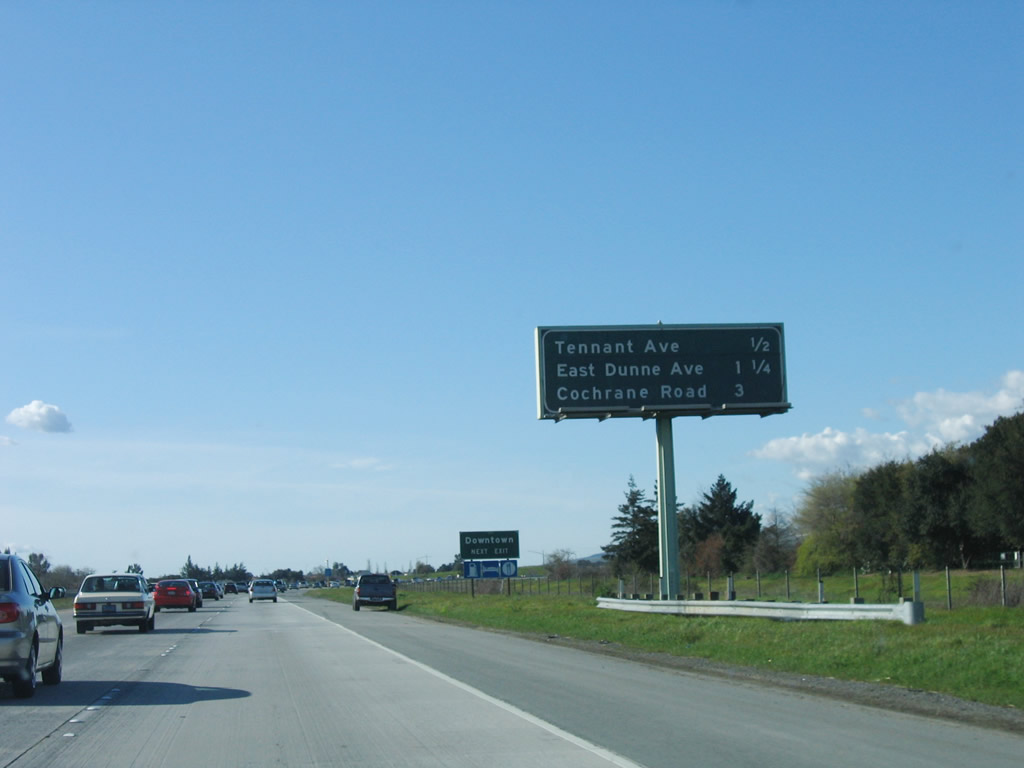 Tennant Ave ½
East Dunne Ave 1 ¼
Cochrane Road 3
Downtown
NEXT EXIT